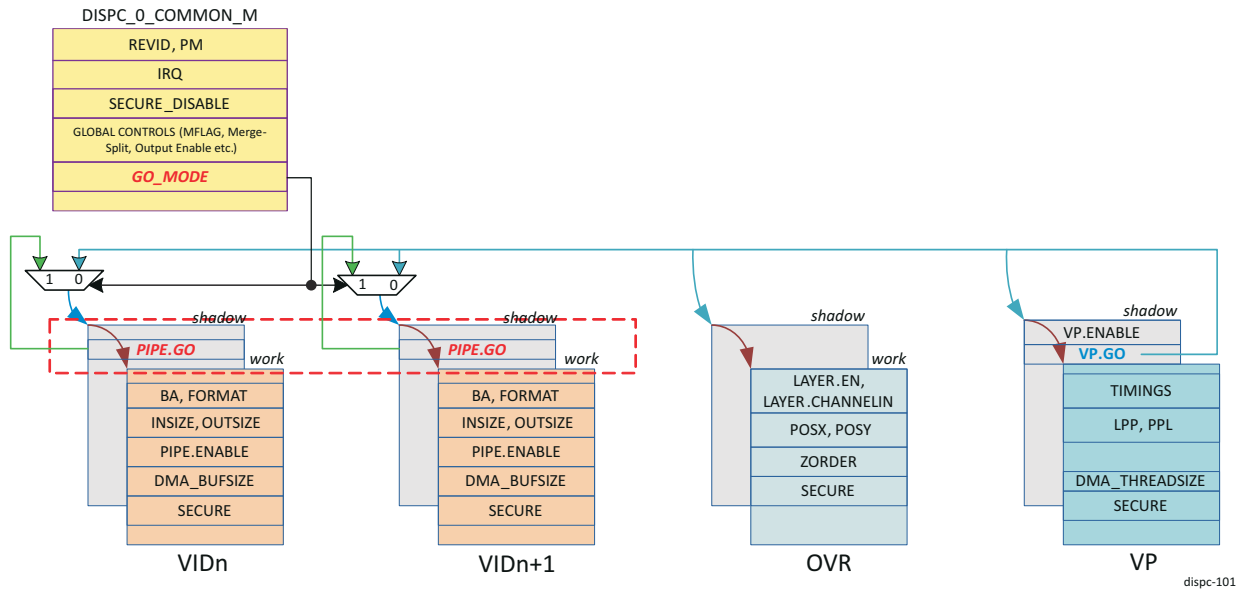 DISPC_0_COMMON_M
REVID, PM
IRQ
SECURE_DISABLE
GLOBAL CONTROLS (MFLAG, Merge-
Split, Output Enable etc.)
GO_MODE
1 0
1 0
shadow
PIPE.GO
work
BA, FORMAT
INSIZE, OUTSIZE
PIPE.ENABLE
DMA_BUFSIZE
SECURE
VIDn
shadow
PIPE.GO
work
BA, FORMAT
INSIZE, OUTSIZE
PIPE.ENABLE
DMA_BUFSIZE
SECURE
VIDn+1
shadow
work
LAYER.EN,
LAYER.CHANNELIN
POSX, POSY
ZORDER
SECURE
OVR
shadow
VP.ENABLE
VP.GO
TIMINGS
LPP, PPL
DMA_THREADSIZE
SECURE
VP
dispc-101